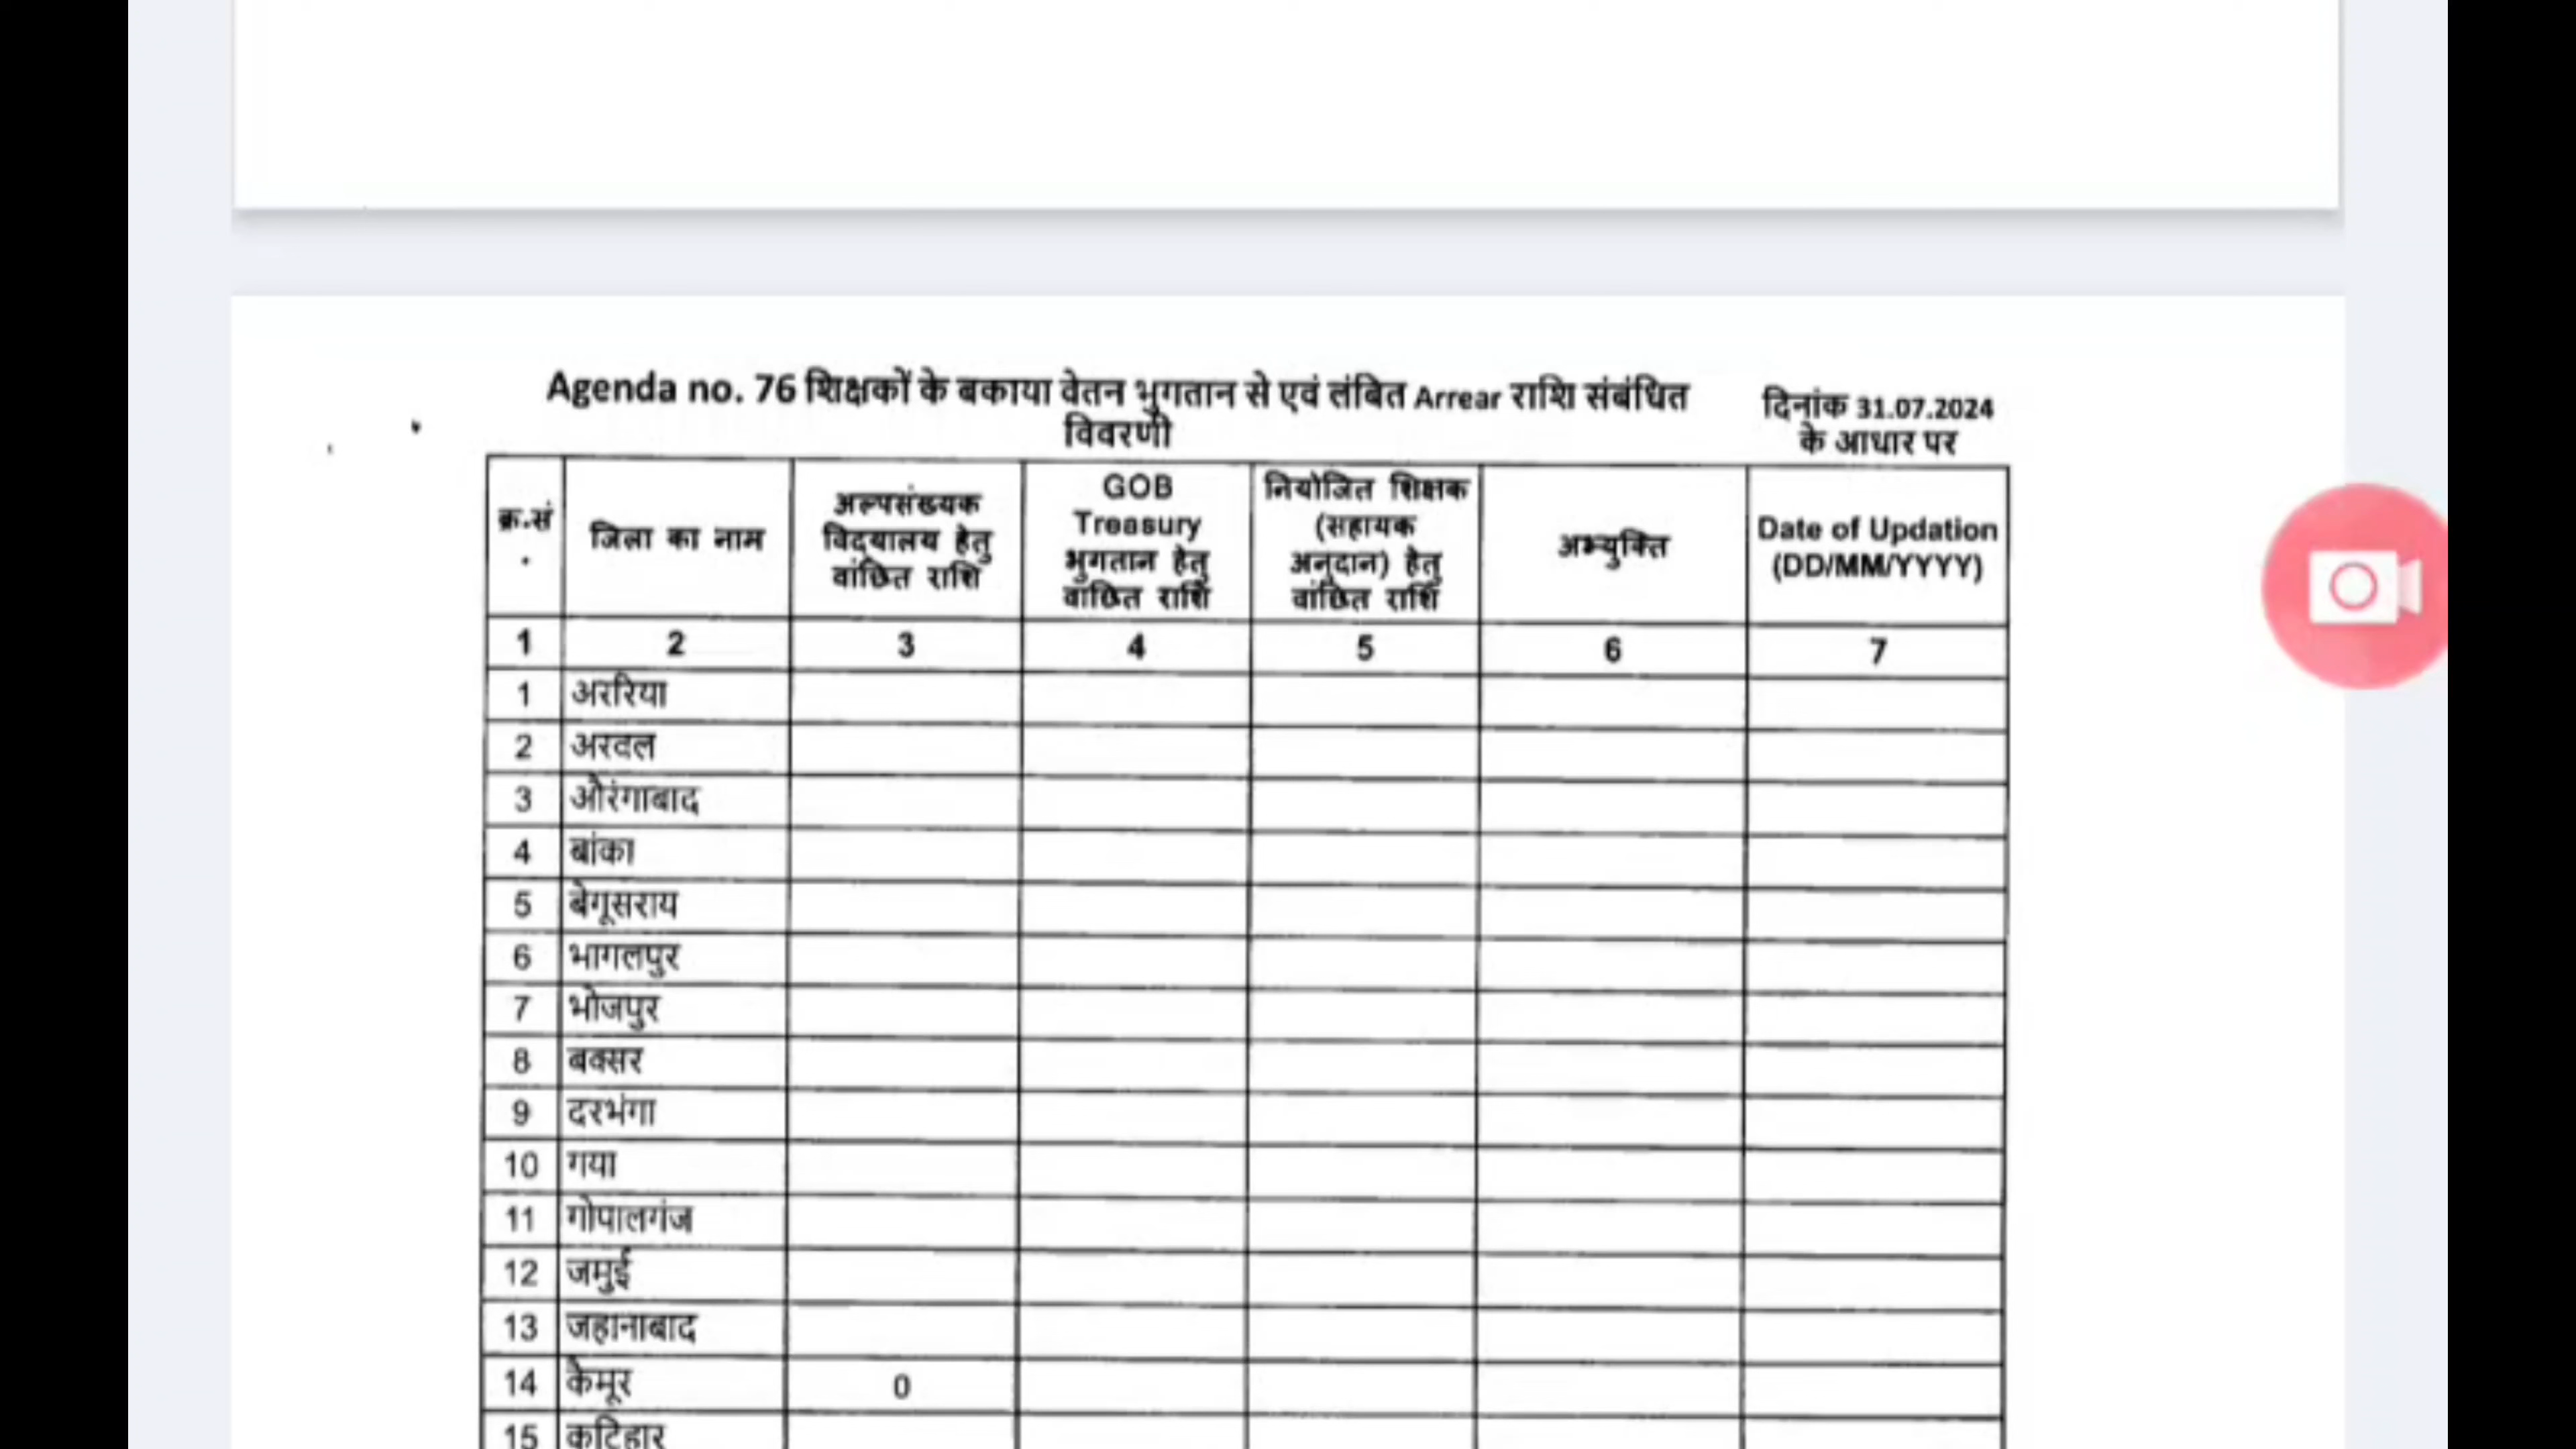 Agenda no. 76 शिक्षकों के बकाया वेतन भुगतान से एवं लंबित Arrear राशि संबंधित
विवरणी
दिनांक 31.07.2024
के आधार पर
क्र.सं
.
जिला का नाम
अल्पसंख्यक
विद्यालय हेतु
वांछित राशि
GOB
Treasury
भुगतान हेतु
वांछित राशि
नियोजित शिक्षक
(सहायक
अनुदान) हेतु
वांछित राशि
अभ्युक्ति
Date of Updation
(DD/MM/YYYY)
1 2 3 4 5 6 7
1 अररिया
2 अरवल
3 औरंगाबाद
4 बांका
5 बेगूसराय
6 भागलपुर
7 भोजपुर
8 बक्सर
9 दरभंगा
10 गया
11 गोपालगंज
12 जमुई
13 जहानाबाद
14 कैमूर 0
15 कटिहार